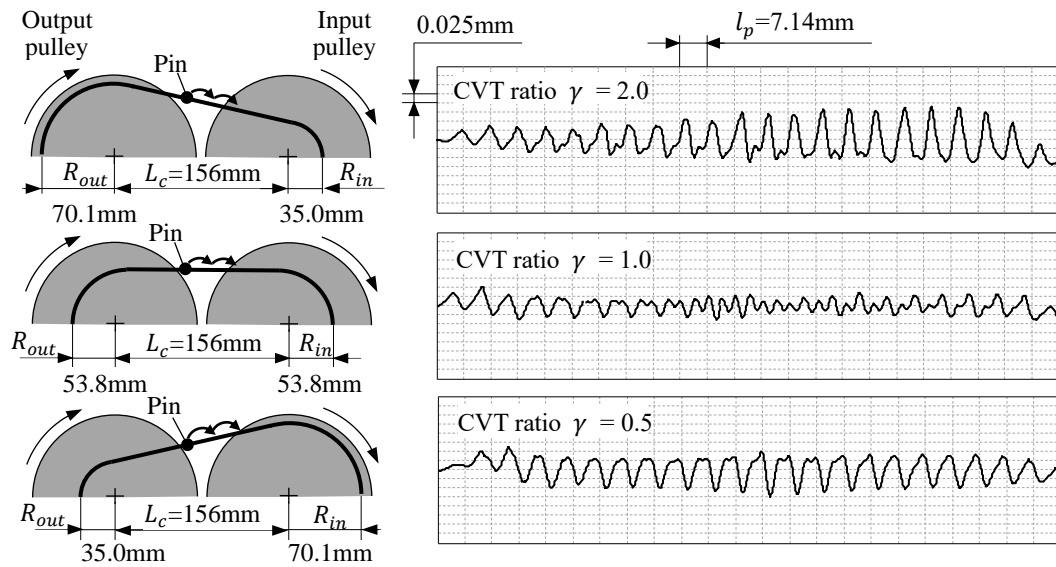 Output
pulley
Input
pulley
Pin
R_out
L_c=156mm
R_in
70.1mm
35.0mm
Pin
R_out
L_c=156mm
R_in
53.8mm
53.8mm
Pin
R_out
L_c=156mm
R_in
35.0mm
70.1mm
0.025mm
l_p=7.14mm
CVT ratio γ = 2.0
CVT ratio γ = 1.0
CVT ratio γ = 0.5